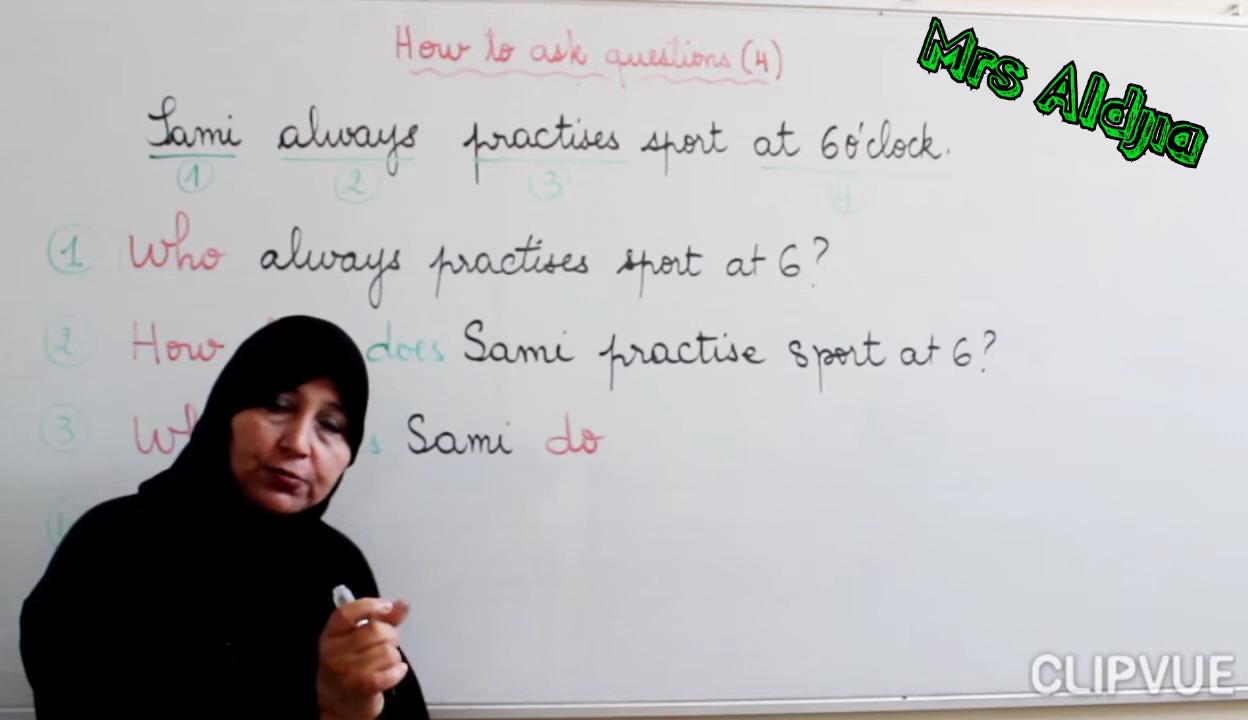 How to ask questions (4)
Mrs Aldjia
Sami always practises sport at 6 o'clock.
1 2 3 4
1 Who always practises sport at 6?
2 How does Sami practise sport at 6?
3 Sami do
CLIPVUE